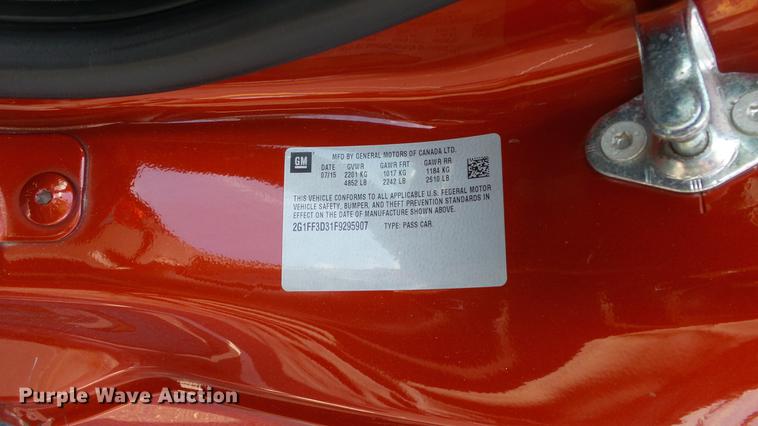 GM
MFD BY GENERAL MOTORS OF CANADA LTD.
DATE GVWR GAWR FRT GAWR RR
07/15 2201 KG 1017 KG 1184 KG
4852 LB 2242 LB 2610 LB
THIS VEHICLE CONFORMS TO ALL APPLICABLE U.S. FEDERAL MOTOR
VEHICLE SAFETY, BUMPER, AND THEFT PREVENTION STANDARDS IN
EFFECT ON THE DATE OF MANUFACTURE SHOWN ABOVE.
2G1FF3D31F9295907 TYPE: PASS CAR
Purple Wave Auction